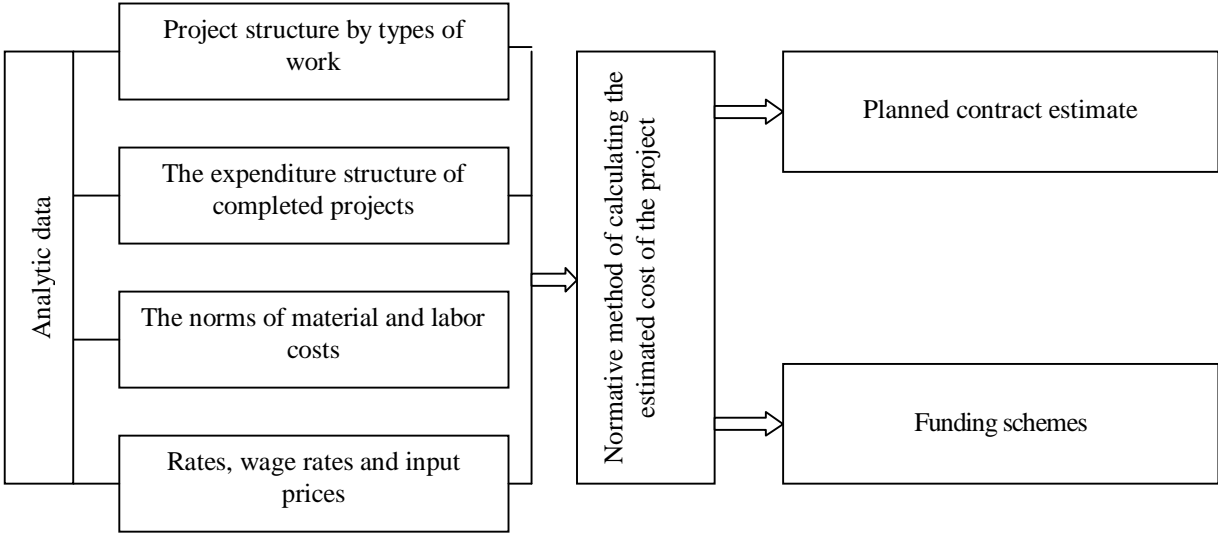 Analytic data
Project structure by types of
work
The expenditure structure of
completed projects
The norms of material and labor
costs
Rates, wage rates and input
prices
Normative method of calculating the
estimated cost of the project
Planned contract estimate
Funding schemes